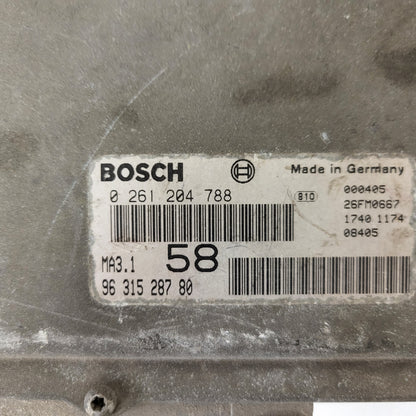 BOSCH
Made in Germany
0 261 204 788
810
000405
26FM0667
1740 1174
08405
MA3.1
58
96 315 287 80